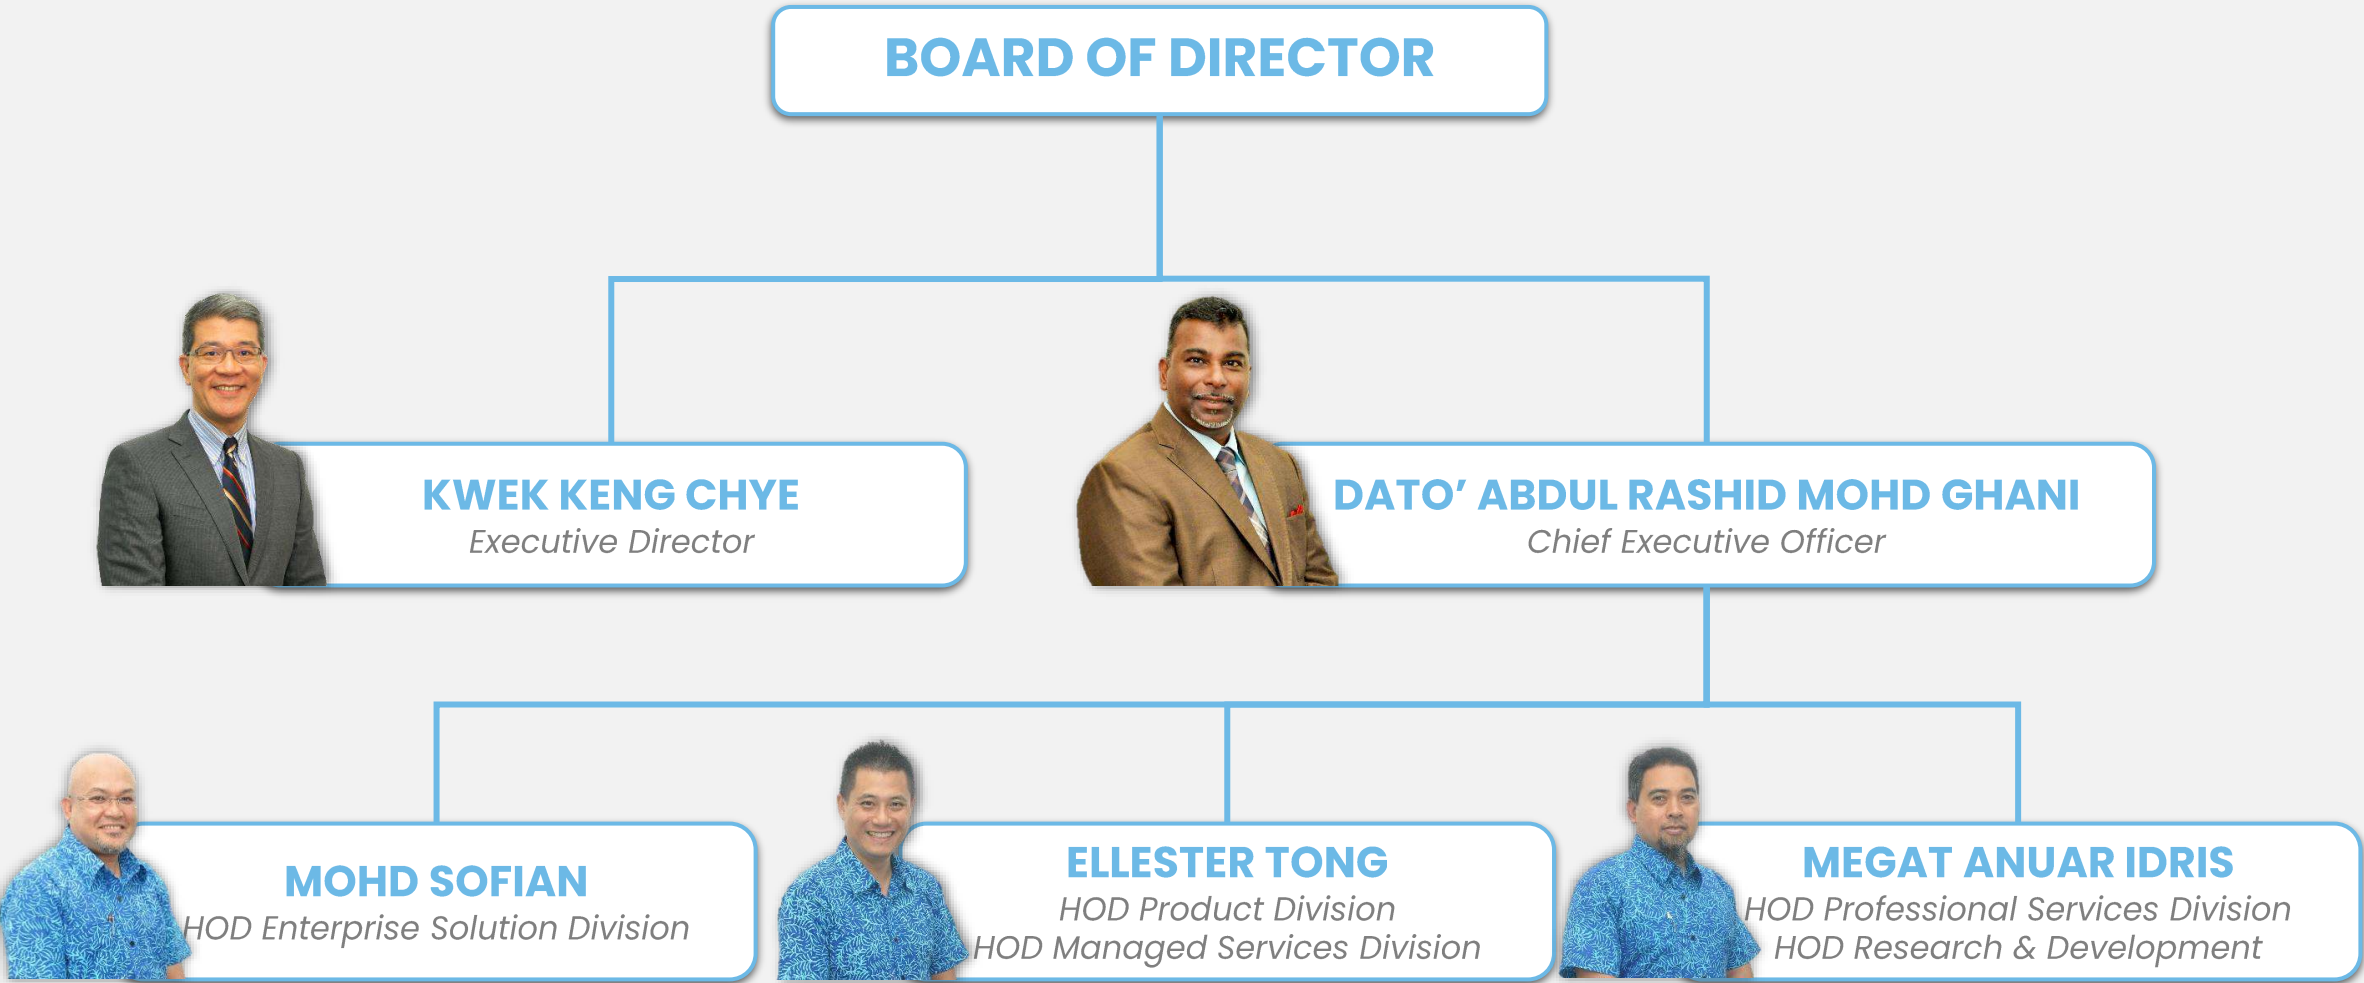 BOARD OF DIRECTOR
KWEK KENG CHYE
Executive Director
DATO’ ABDUL RASHID MOHD GHANI
Chief Executive Officer
MOHD SOFIAN
HOD Enterprise Solution Division
ELLESTER TONG
HOD Product Division
HOD Managed Services Division
MEGAT ANUAR IDRIS
HOD Professional Services Division
HOD Research & Development